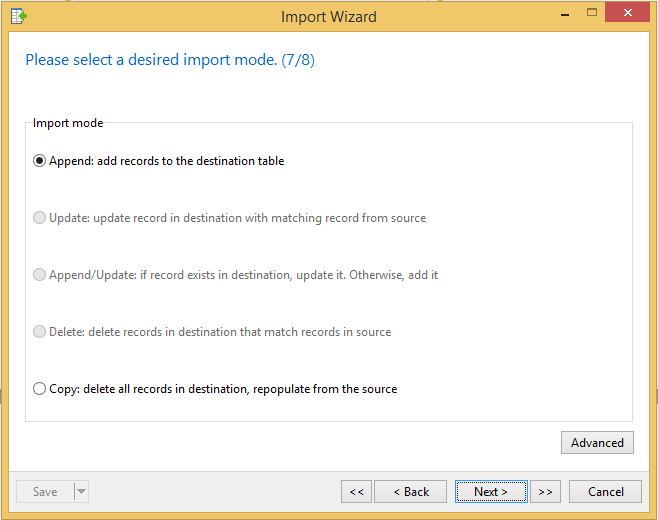 Import Wizard
Please select a desired import mode. (7/8)
Import mode
Append: add records to the destination table
Update: update record in destination with matching record from source
Append/Update: if record exists in destination, update it. Otherwise, add it
Delete: delete records in destination that match records in source
Copy: delete all records in destination, repopulate from the source
Advanced
Save << < Back Next > >> Cancel